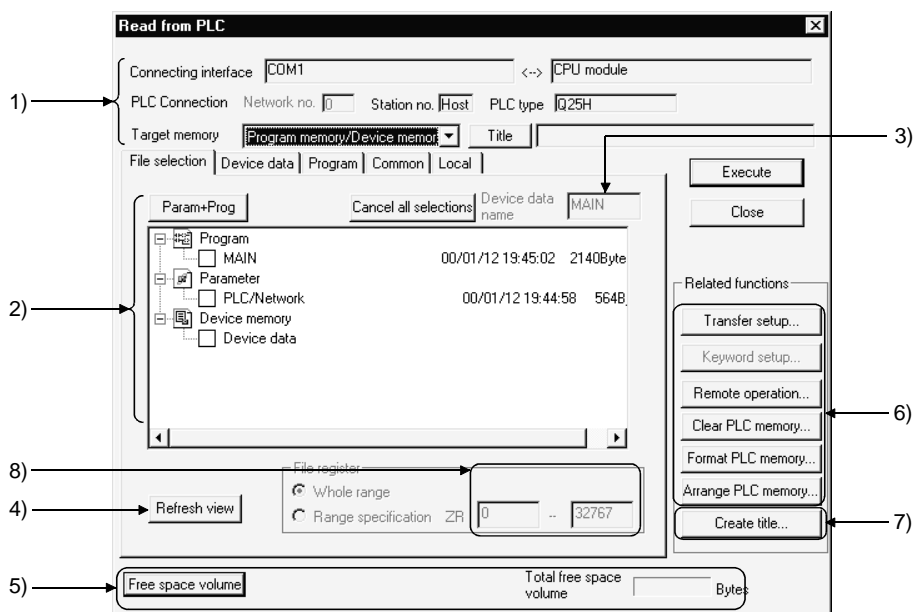 Read from PLC
Connecting interface COM1 <--> CPU module
1)
PLC Connection Network no. 0 Station no. Host PLC type Q25H
Target memory Program memory/Device memor Title
3)
File selection Device data Program Common Local
Execute
Param+Prog Cancel all selections Device data name MAIN
Close
Program
MAIN 00/01/12 19:45:02 2140Byte
Parameter
PLC/Network 00/01/12 19:44:58 564B
2)
Device memory
Device data
Related functions
Transfer setup...
Keyword setup...
Remote operation...
6)
Clear PLC memory...
Format PLC memory...
Arrange PLC memory...
8)
File register
Whole range
Range specification ZR 0 -- 32767
4)
Refresh view
Create title...
7)
5)
Free space volume Total free space volume Bytes